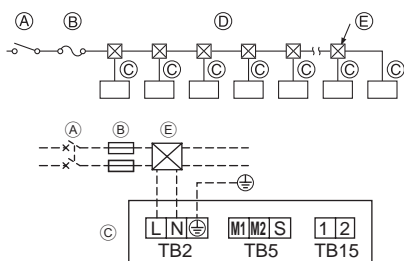 Ⓐ Ⓑ Ⓓ Ⓔ
Ⓒ Ⓒ Ⓒ Ⓒ Ⓒ Ⓒ Ⓒ
Ⓐ Ⓑ Ⓔ
Ⓒ L N M1 M2 S 1 2
TB2 TB5 TB15